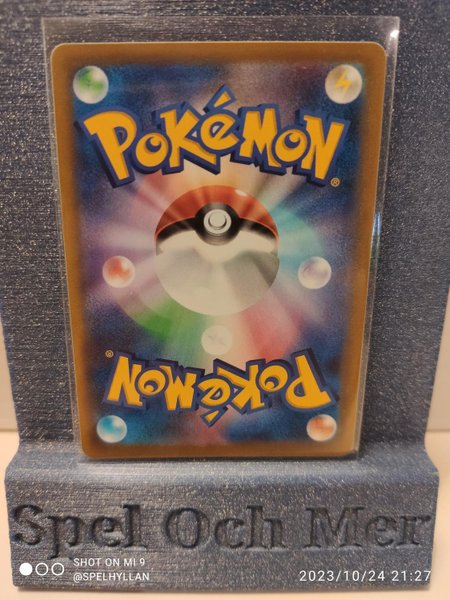 POKéMON
®
POKéMON
®
Spel Och Mer
SHOT ON MI 9
@SPELHYLLAN
2023/10/24 21:27